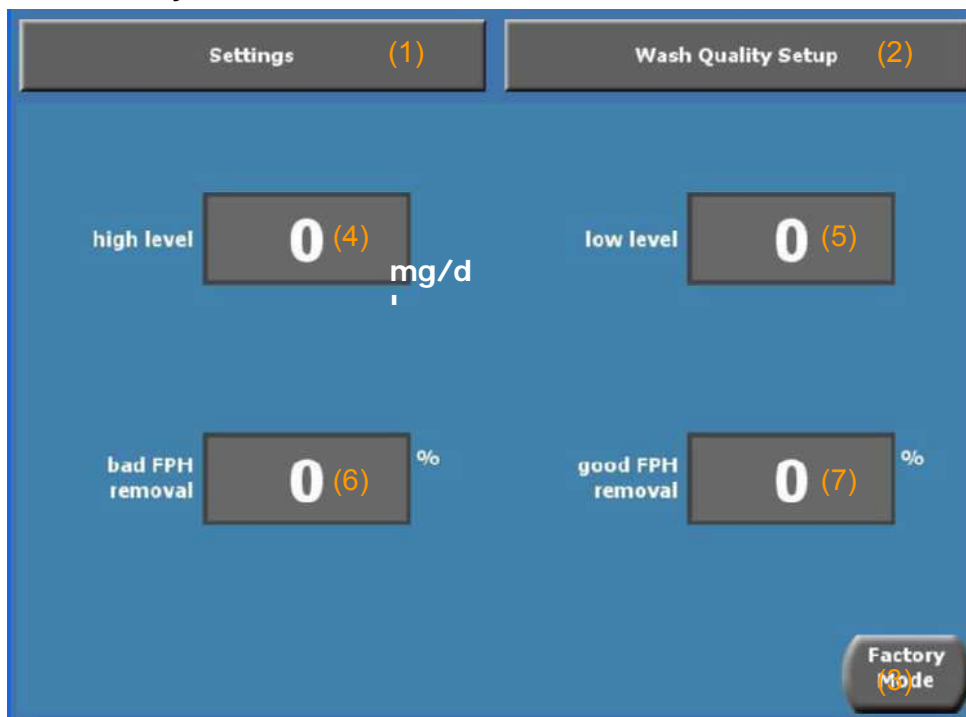 Settings (1) Wash Quality Setup (2)
high level 0 (4) low level 0 (5)
mg/d
bad FPH
removal 0 (6) % good FPH
removal 0 (7) %
Factory
Mode
(3)